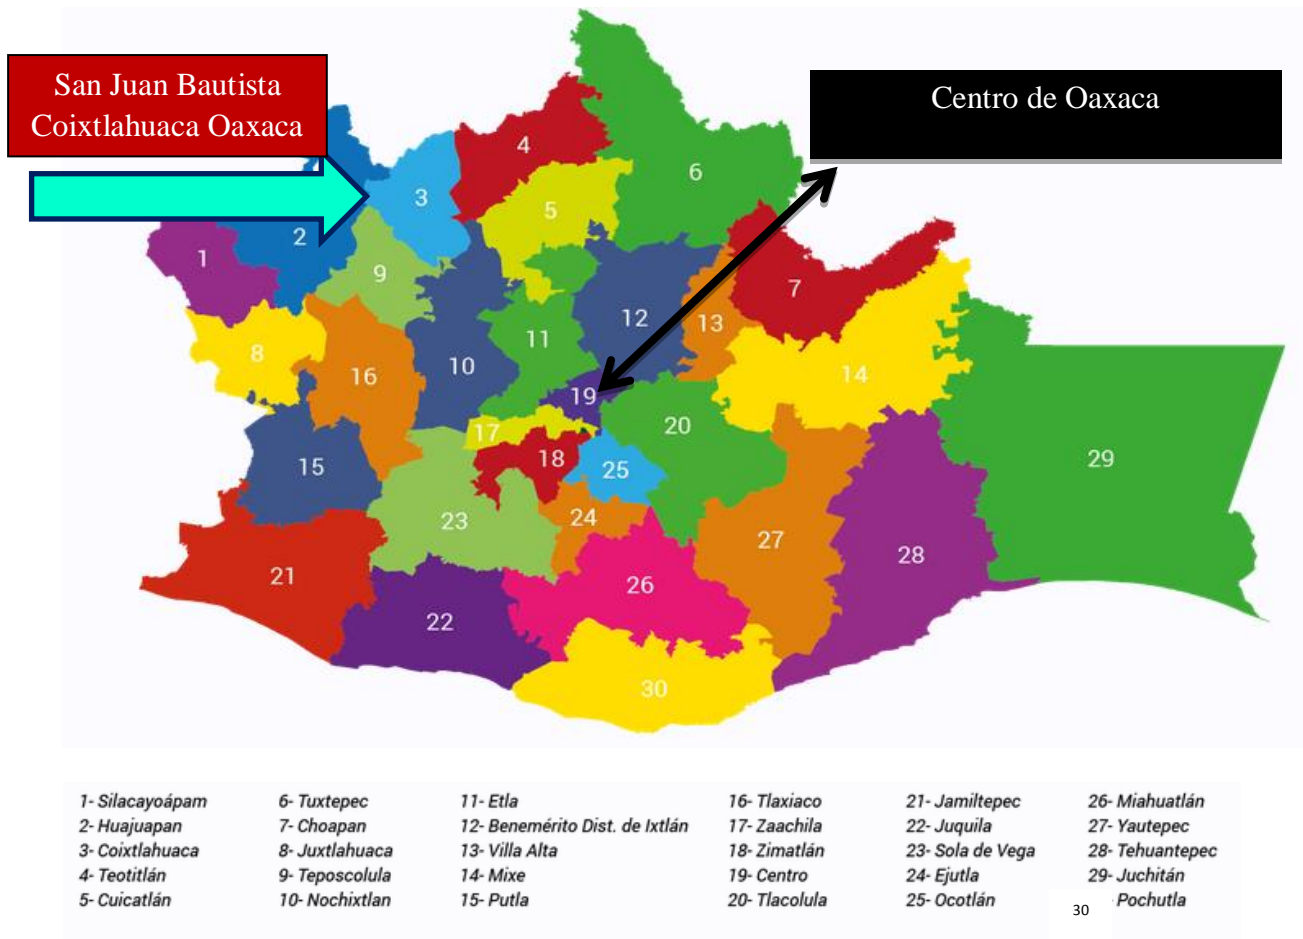 San Juan Bautista
Coixtlahuaca Oaxaca
Centro de Oaxaca
4
6
3
5
2
1
9
7
12
13
11
8
10
16
14
19
20
17
18
25
15
29
23
24
27
28
21
26
22
30
1- Silacayoápam
2- Huajuapan
3- Coixtlahuaca
4- Teotitlán
5- Cuicatlán
6- Tuxtepec
7- Choapan
8- Juxtlahuaca
9- Teposcolula
10- Nochixtlan
11- Etla
12- Benemérito Dist. de Ixtlán
13- Villa Alta
14- Mixe
15- Putla
16- Tlaxiaco
17- Zaachila
18- Zimatlán
19- Centro
20- Tlacolula
21- Jamiltepec
22- Juquila
23- Sola de Vega
24- Ejutla
25- Ocotlán
26- Miahuatlán
27- Yautepec
28- Tehuantepec
29- Juchitán
30 - Pochutla